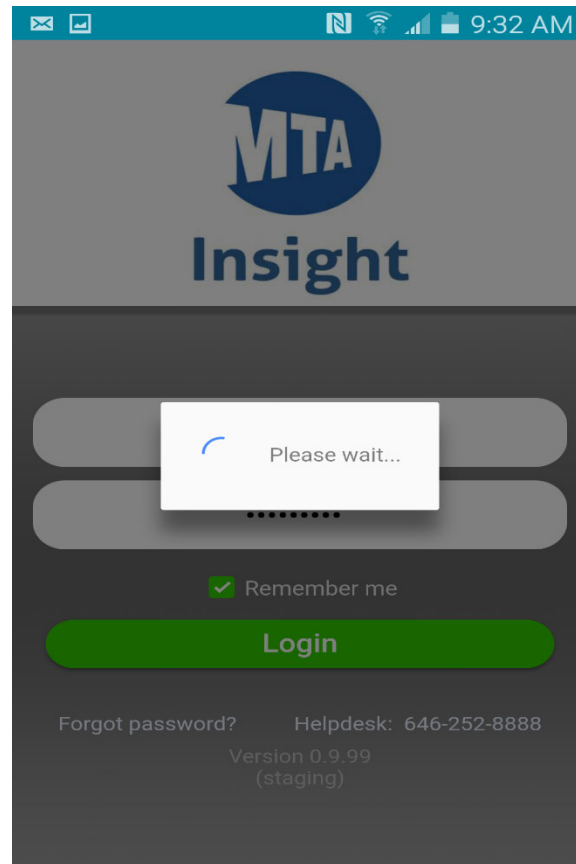 9:32 AM
MTA
Insight
Please wait...
•••••••••
Remember me
Login
Forgot password? Helpdesk: 646-252-8888
Version 0.9.99
(staging)